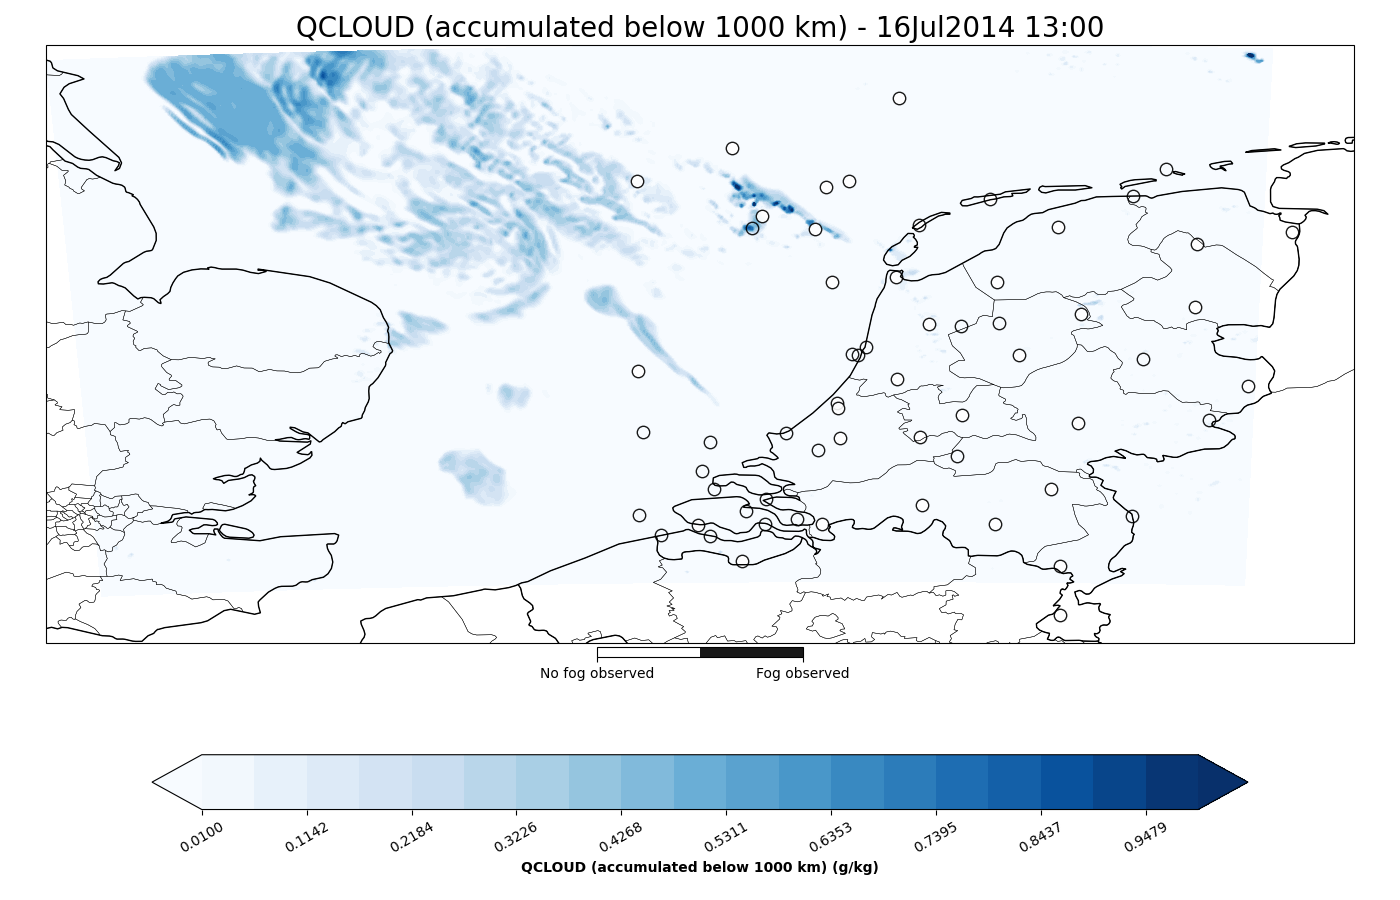 QCLOUD (accumulated below 1000 km) - 16Jul2014 13:00
No fog observed Fog observed
0.0100 0.1142 0.2184 0.3226 0.4268 0.5311 0.6353 0.7395 0.8437 0.9479
QCLOUD (accumulated below 1000 km) (g/kg)